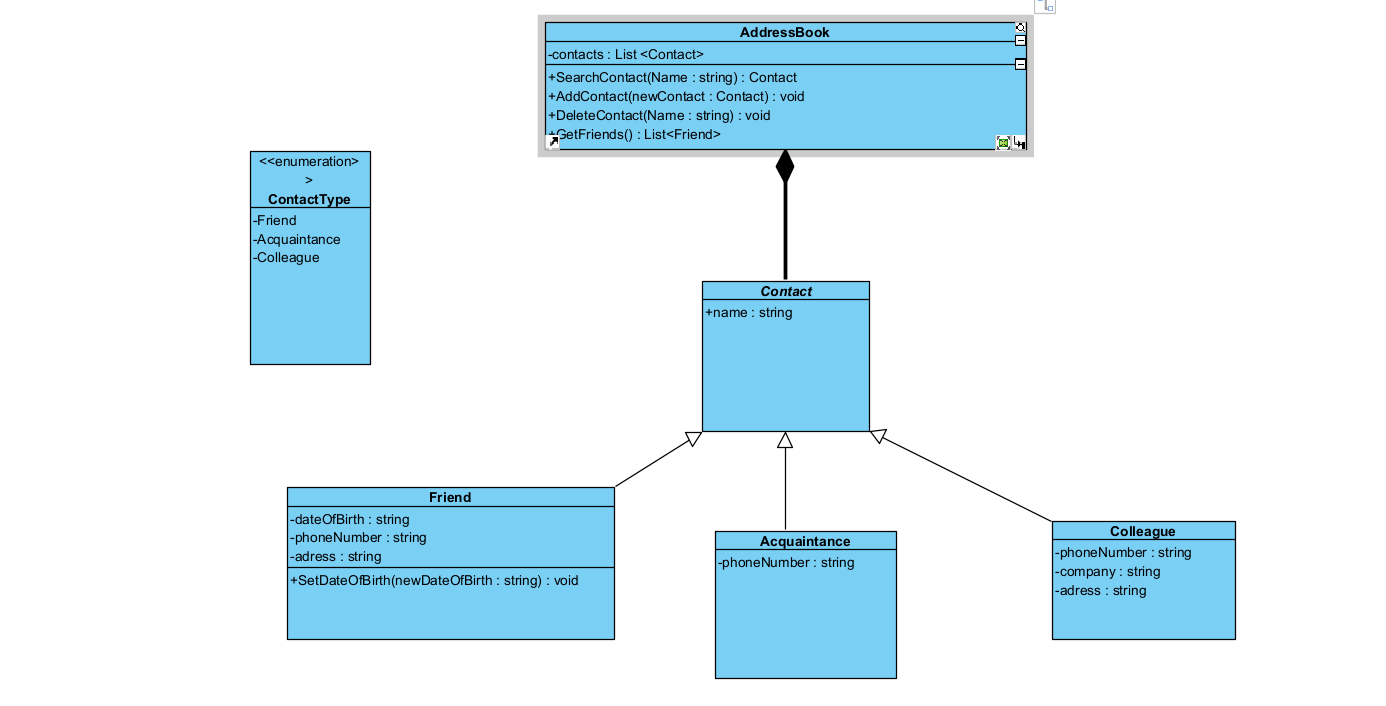 AddressBook
-contacts : List <Contact>
+SearchContact(Name : string) : Contact
+AddContact(newContact : Contact) : void
+DeleteContact(Name : string) : void
+GetFriends() : List<Friend>
<<enumeration>
>
ContactType
-Friend
-Acquaintance
-Colleague
Contact
+name : string
Friend
-dateOfBirth : string
-phoneNumber : string
-adress : string
+SetDateOfBirth(newDateOfBirth : string) : void
Acquaintance
-phoneNumber : string
Colleague
-phoneNumber : string
-company : string
-adress : string